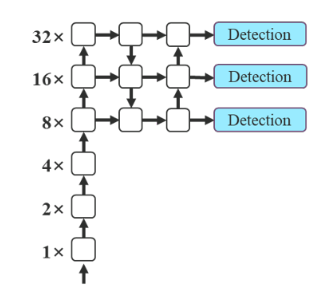 32× Detection
16× Detection
8× Detection
4×
2×
1×